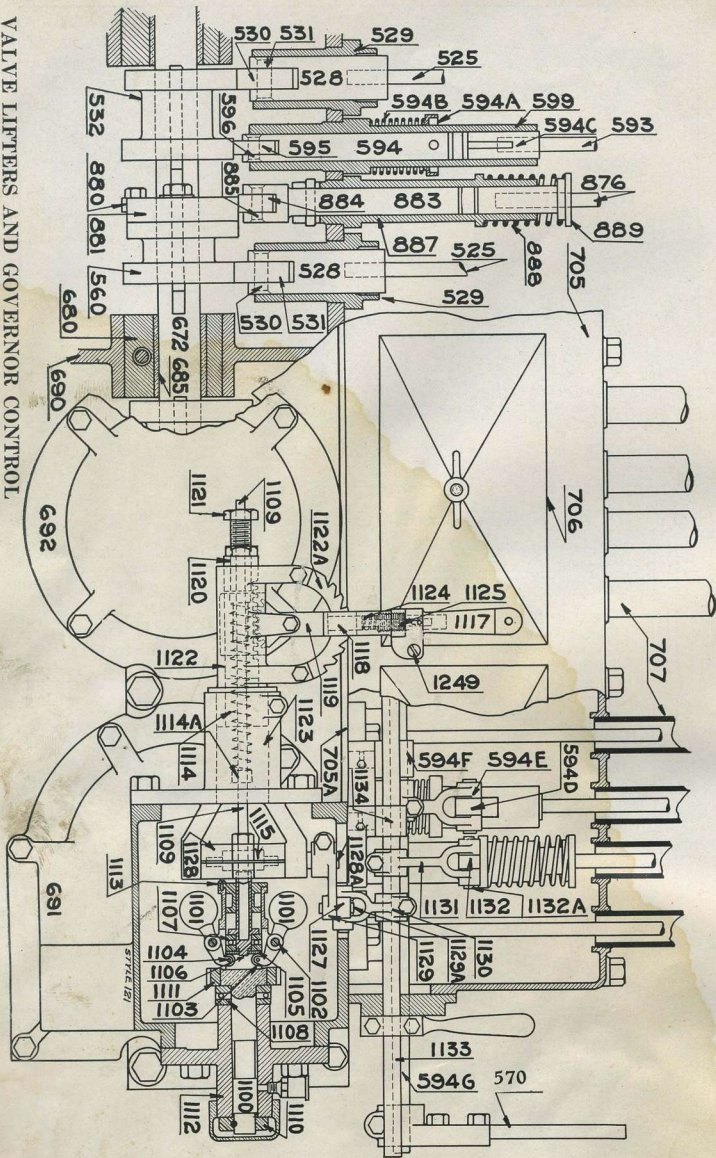 VALVE LIFTERS AND GOVERNOR CONTROL
530 531 529
528 525
532 594B 594A 599
596 594C 593
595 594
880 885 884 883 876
881 887 888 889
560 528 525 705
530 531 529
680 672 685
690
706
692
1121 1109 1122A
1120 1124 1125
1117
1118
1122 1119 1249
707
1114A 1123
1114 705A
594F 594E 594D
1134
1109 1115
1128 1128A
1113
1131 1132 1132A
691
1107 1101 1101
1127
1104 1102 1129 1129A 1130
1106 1105
1111
1103
1108
STYLE 121
1133
594G
570
1100
1112 1110